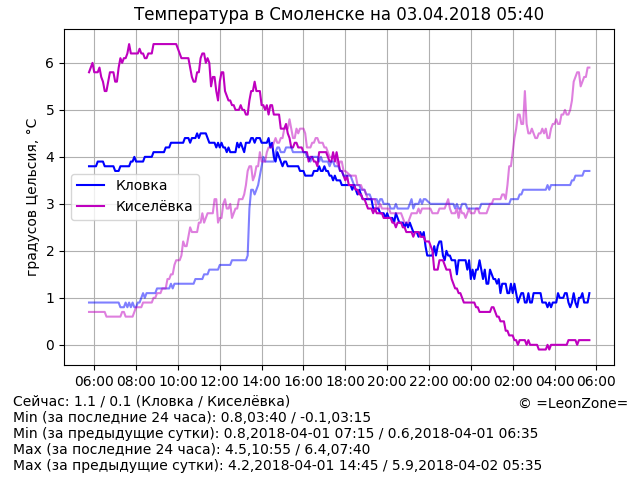 Температура в Смоленске на 03.04.2018 05:40
градусов Цельсия, °C
6
5
4
3
2
1
0
Кловка
Киселёвка
06:00 08:00 10:00 12:00 14:00 16:00 18:00 20:00 22:00 00:00 02:00 04:00 06:00
Сейчас: 1.1 / 0.1 (Кловка / Киселёвка)
© =LeonZone=
Min (за последние 24 часа): 0.8,03:40 / -0.1,03:15
Min (за предыдущие сутки): 0.8,2018-04-01 07:15 / 0.6,2018-04-01 06:35
Max (за последние 24 часа): 4.5,10:55 / 6.4,07:40
Max (за предыдущие сутки): 4.2,2018-04-01 14:45 / 5.9,2018-04-02 05:35